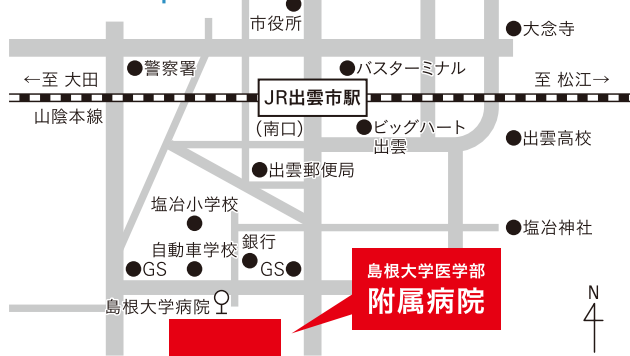 市役所
大念寺
警察署
バスターミナル
←至 大田
至 松江→
JR出雲市駅
山陰本線
(南口)
ビッグハート
出雲
出雲高校
出雲郵便局
塩冶小学校
塩冶神社
自動車学校
銀行
GS
GS
島根大学医学部
附属病院
島根大学病院
N